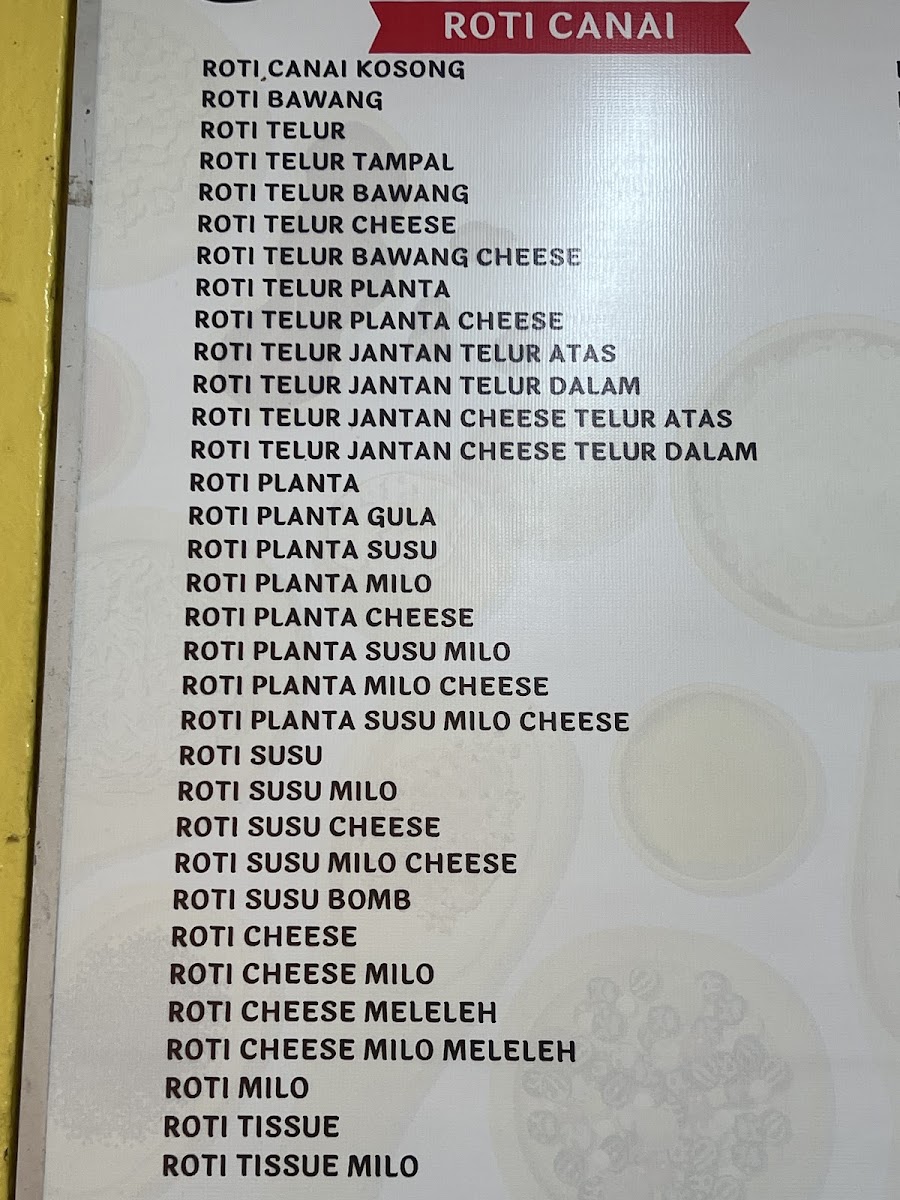 ROTI CANAI
ROTI CANAI KOSONG
ROTI BAWANG
ROTI TELUR
ROTI TELUR TAMPAL
ROTI TELUR BAWANG
ROTI TELUR CHEESE
ROTI TELUR BAWANG CHEESE
ROTI TELUR PLANTA
ROTI TELUR PLANTA CHEESE
ROTI TELUR JANTAN TELUR ATAS
ROTI TELUR JANTAN TELUR DALAM
ROTI TELUR JANTAN CHEESE TELUR ATAS
ROTI TELUR JANTAN CHEESE TELUR DALAM
ROTI PLANTA
ROTI PLANTA GULA
ROTI PLANTA SUSU
ROTI PLANTA MILO
ROTI PLANTA CHEESE
ROTI PLANTA SUSU MILO
ROTI PLANTA MILO CHEESE
ROTI PLANTA SUSU MILO CHEESE
ROTI SUSU
ROTI SUSU MILO
ROTI SUSU CHEESE
ROTI SUSU MILO CHEESE
ROTI SUSU BOMB
ROTI CHEESE
ROTI CHEESE MILO
ROTI CHEESE MELELEH
ROTI CHEESE MILO MELELEH
ROTI MILO
ROTI TISSUE
ROTI TISSUE MILO